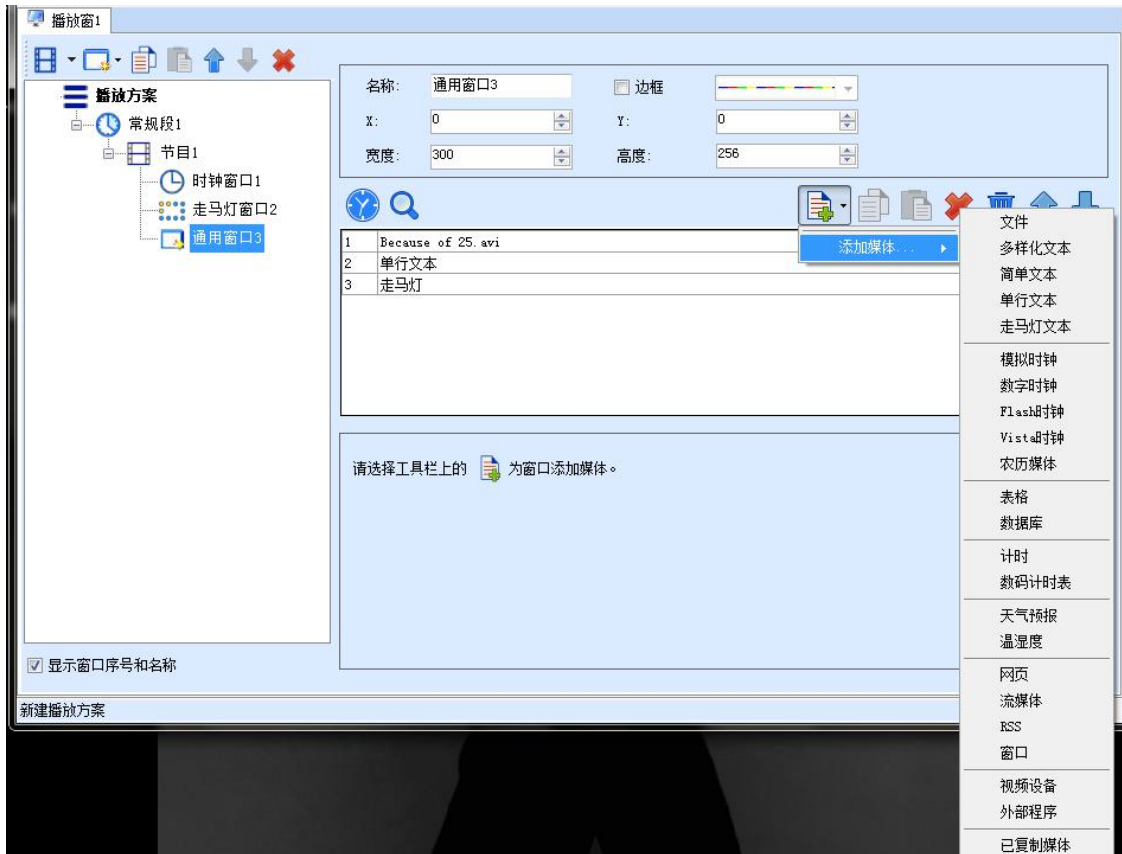 播放窗1
播放方案
常规段1
节目1
时钟窗口1
走马灯窗口2
通用窗口3
显示窗口序号和名称
新建播放方案
名称: 通用窗口3 边框
X: 0 Y: 0
宽度: 300 高度: 256
1 Because of 25.avi
2 单行文本
3 走马灯
请选择工具栏上的 为窗口添加媒体。
添加媒体...
文件
多样化文本
简单文本
单行文本
走马灯文本
模拟时钟
数字时钟
Flash时钟
Vista时钟
农历媒体
表格
数据库
计时
数码计时表
天气预报
温湿度
网页
流媒体
RSS
窗口
视频设备
外部程序
已复制媒体